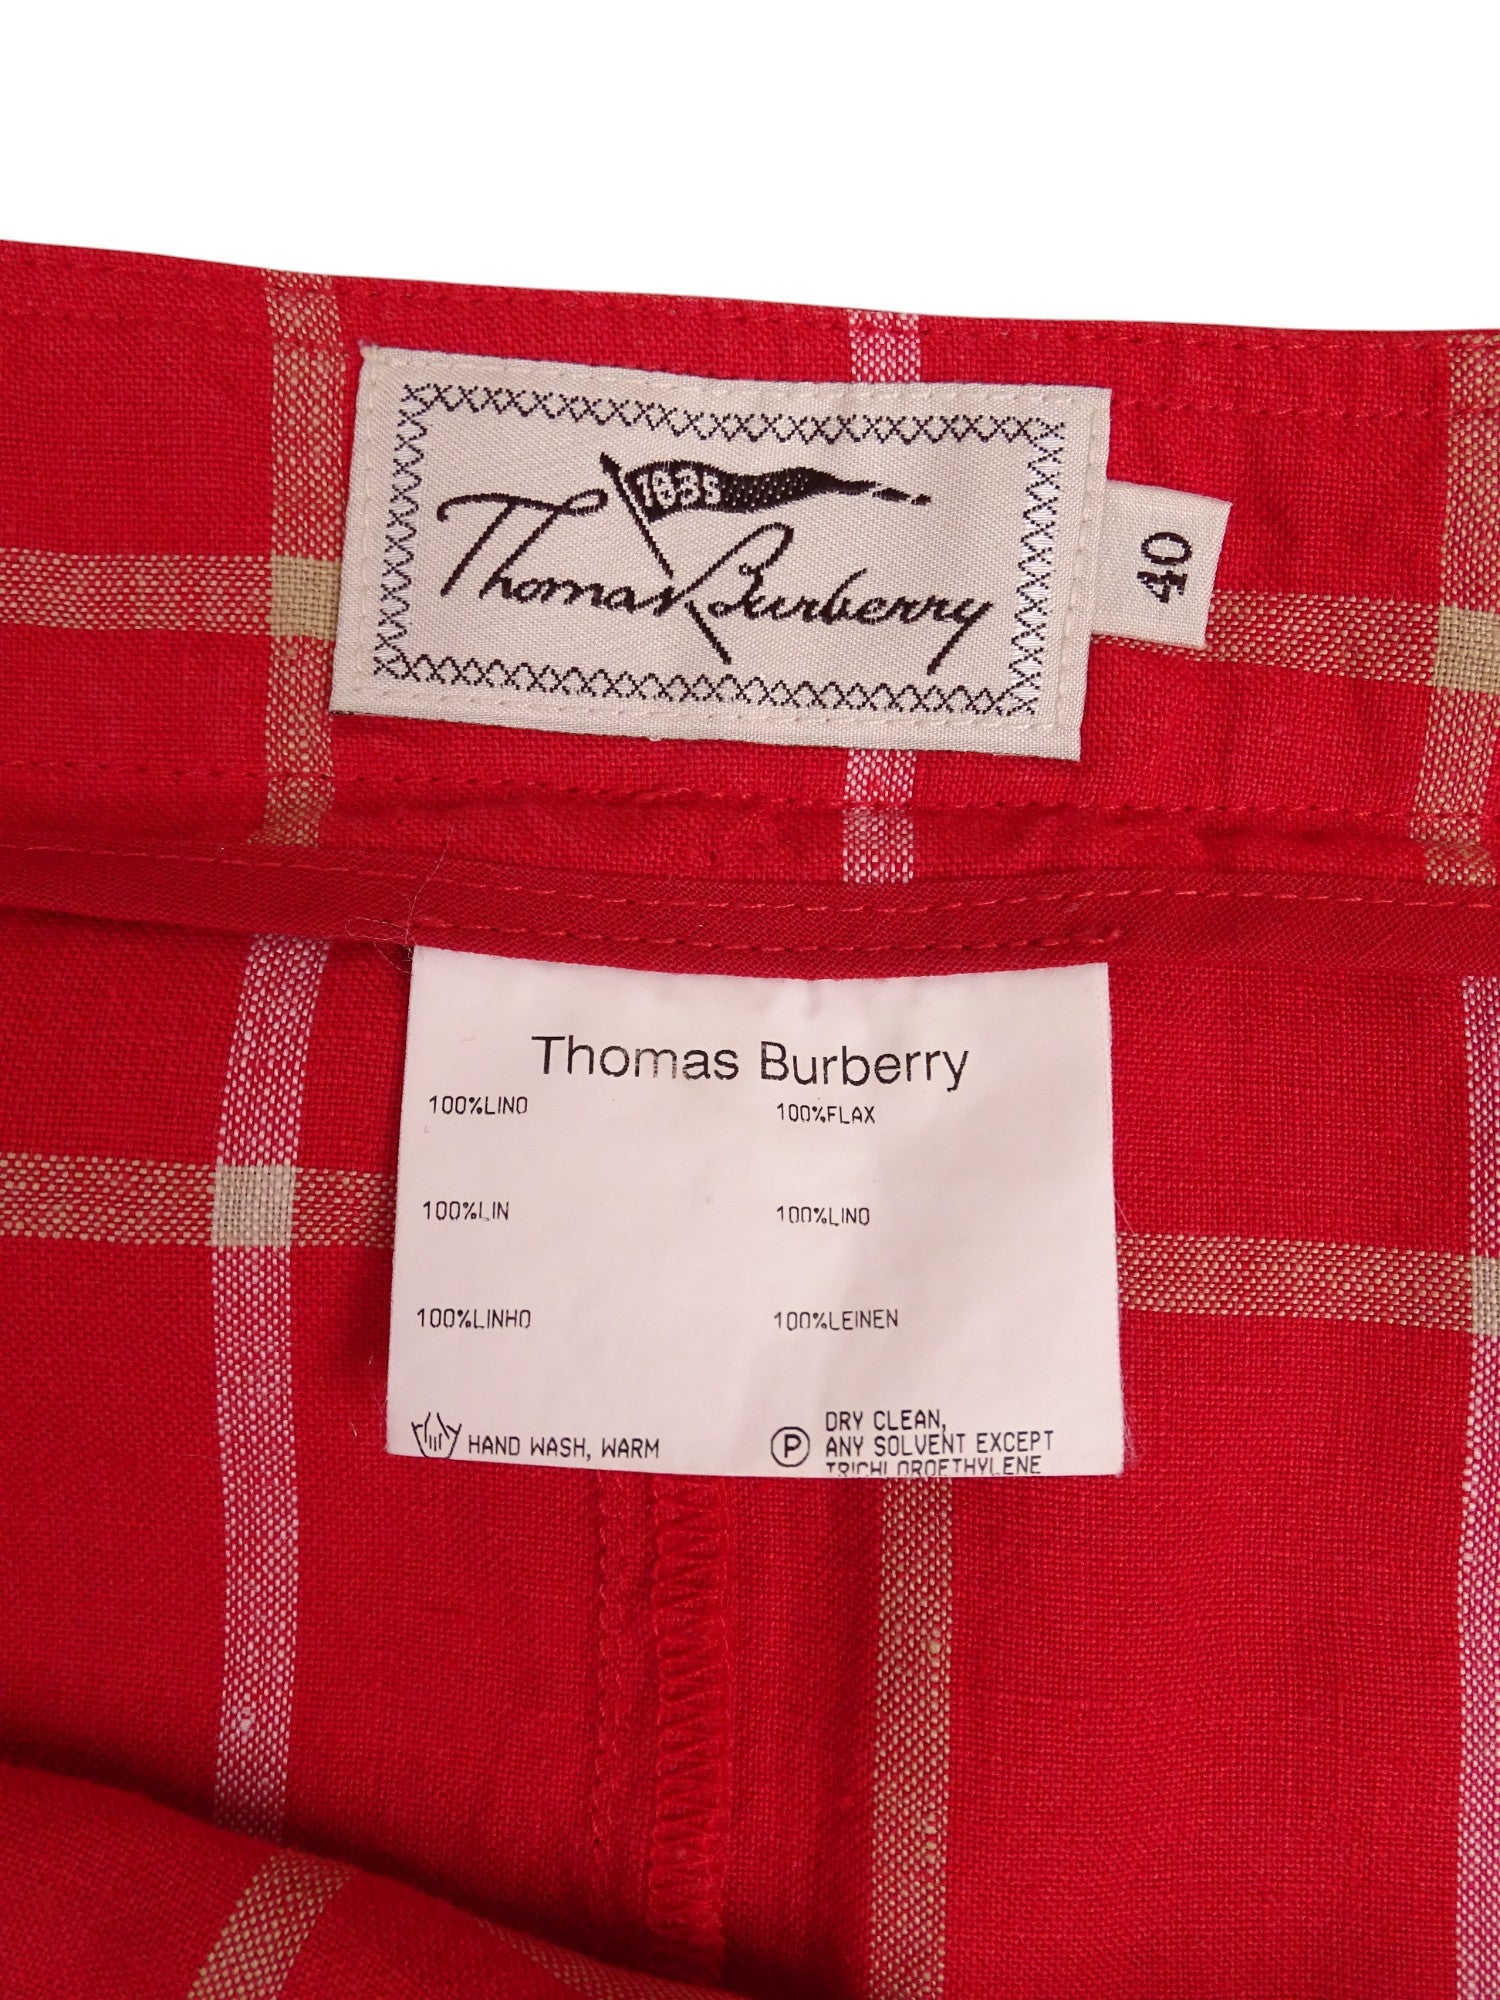 1835
Thomas Burberry
40
Thomas Burberry
100%LINO 100%FLAX
100%LIN 100%LINO
100%LINHO 100%LEINEN
HAND WASH, WARM
P DRY CLEAN,
ANY SOLVENT EXCEPT
TRICHLOROETHYLENE